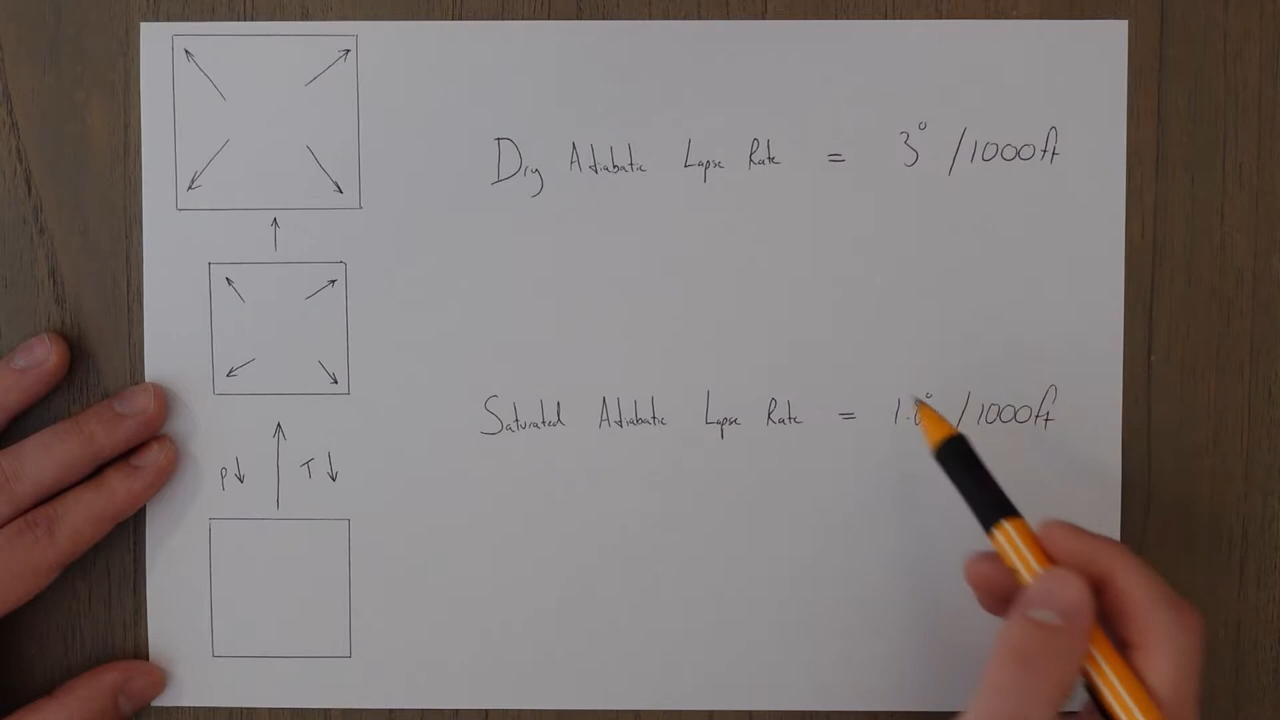 Dry Adiabatic Lapse Rate = 3° /1000ft
Saturated Adiabatic Lapse Rate = /1000ft
P↓ T↓